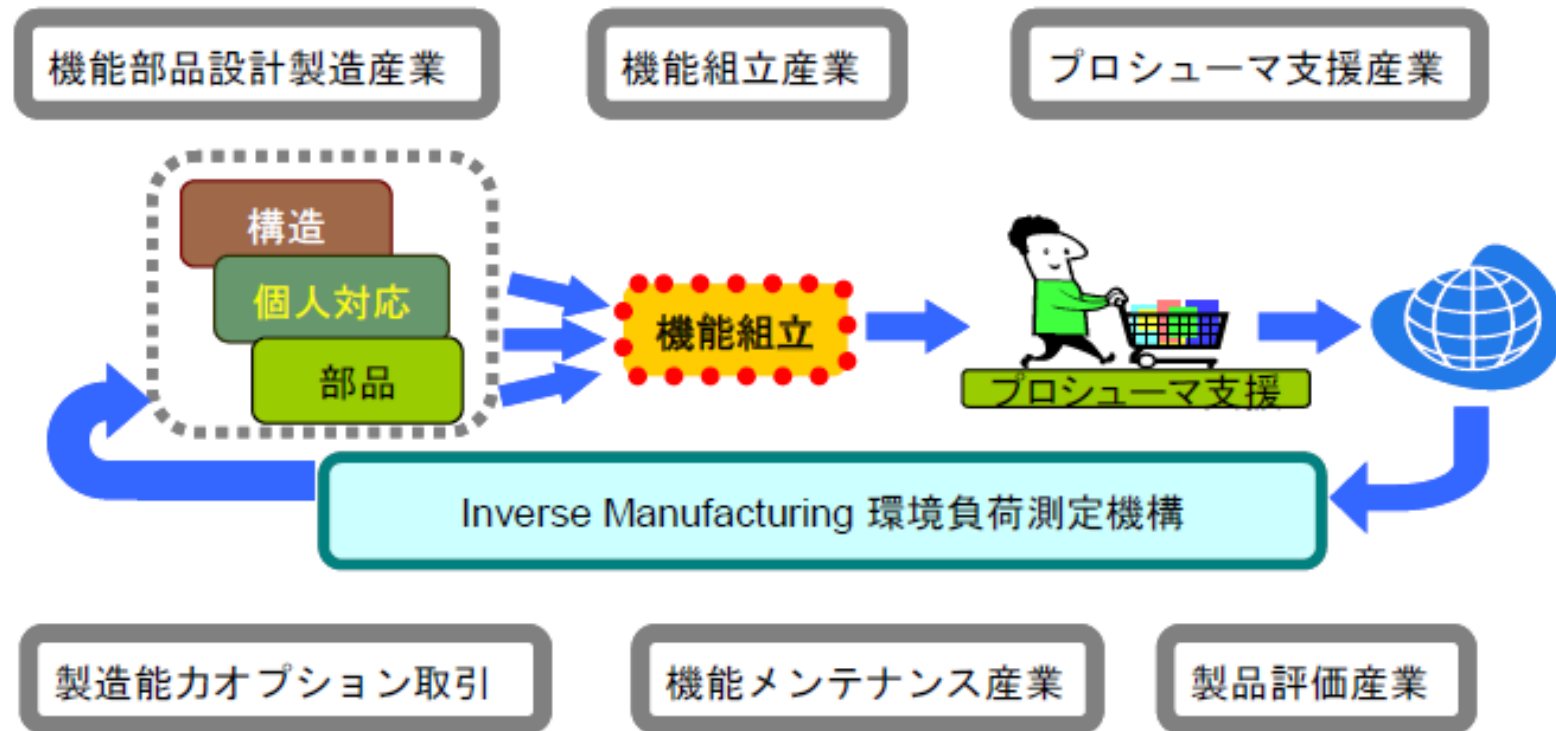 機能部品設計製造産業
機能組立産業
プロシューマ支援産業
構造
個人対応
部品
機能組立
プロシューマ支援
Inverse Manufacturing 環境負荷測定機構
製造能力オプション取引
機能メンテナンス産業
製品評価産業